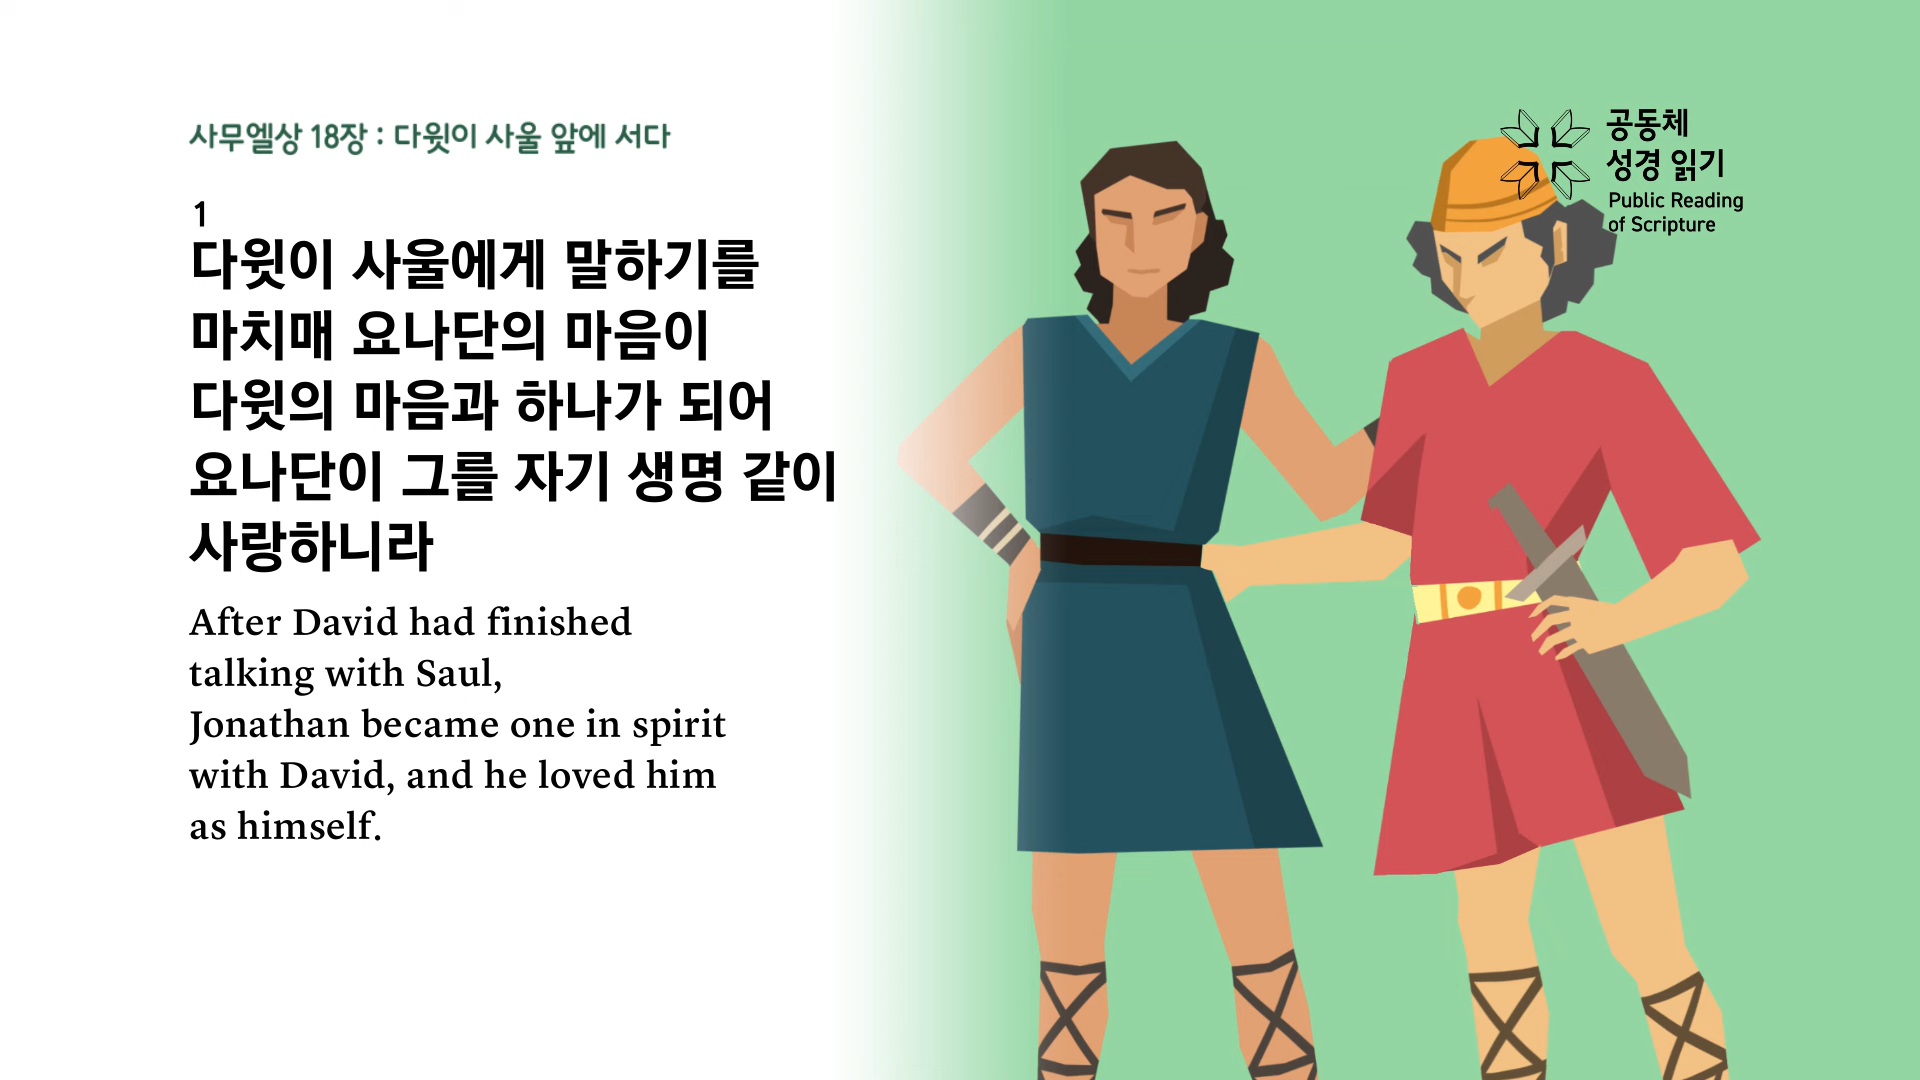 사무엘상 18장 : 다윗이 사울 앞에 서다
1
다윗이 사울에게 말하기를
마치매 요나단의 마음이
다윗의 마음과 하나가 되어
요나단이 그를 자기 생명 같이
사랑하니라
After David had finished
talking with Saul,
Jonathan became one in spirit
with David, and he loved him
as himself.
공동체
성경 읽기
Public Reading
of Scripture